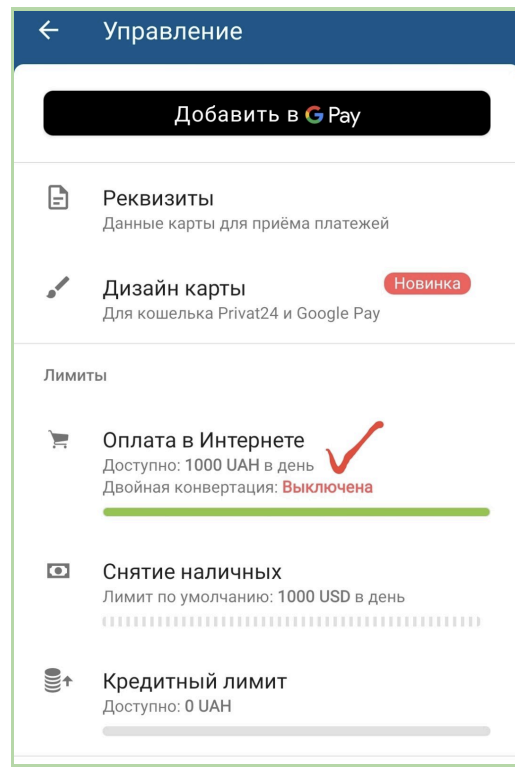 Управление
Добавить в G Pay
Реквизиты
Данные карты для приёма платежей
Дизайн карты
Новинка
Для кошелька Privat24 и Google Pay
Лимиты
Оплата в Интернете
Доступно: 1000 UAH в день
Двойная конвертация: Выключена
Снятие наличных
Лимит по умолчанию: 1000 USD в день
Кредитный лимит
Доступно: 0 UAH